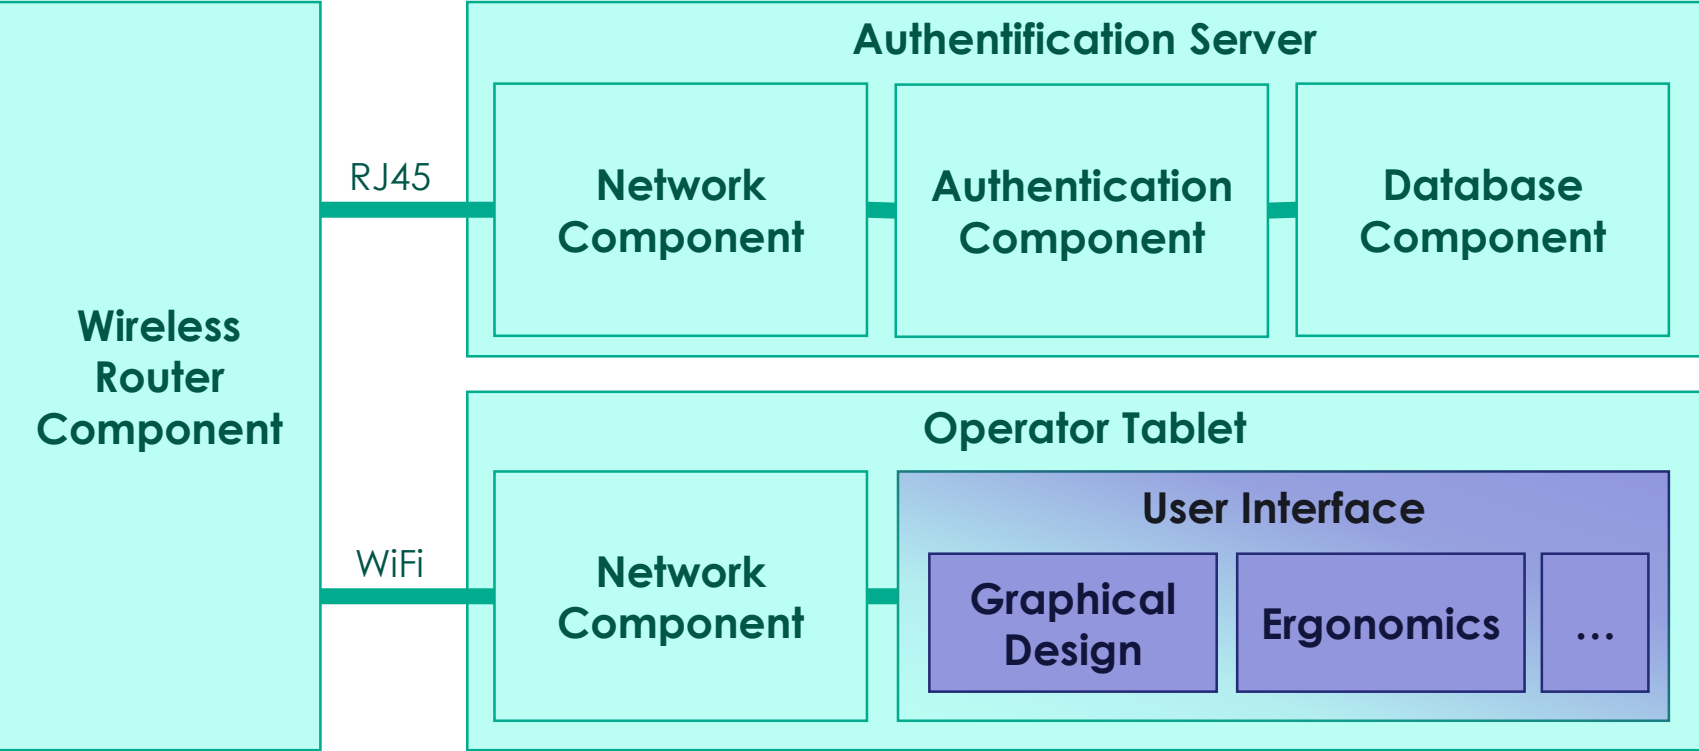 Authentification Server
RJ45
Network
Component
Authentication
Component
Database
Component
Wireless
Router
Component
Operator Tablet
WiFi
Network
Component
User Interface
Graphical
Design
Ergonomics
...